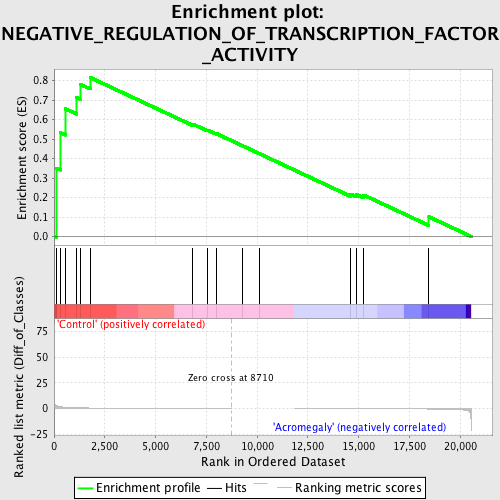 Enrichment plot:
NEGATIVE_REGULATION_OF_TRANSCRIPTION_FACTOR
_ACTIVITY
Enrichment score (ES)
0.8
0.7
0.6
0.5
0.4
0.3
0.2
0.1
0.0
'Control' (positively correlated)
Ranked list metric (Diff_of_Classes)
75
50
25
0
-25
Zero cross at 8710
'Acromegaly' (negatively correlated)
0
2,500
5,000
7,500
10,000
12,500
15,000
17,500
20,000
Rank in Ordered Dataset
Enrichment profile
Hits
Ranking metric scores